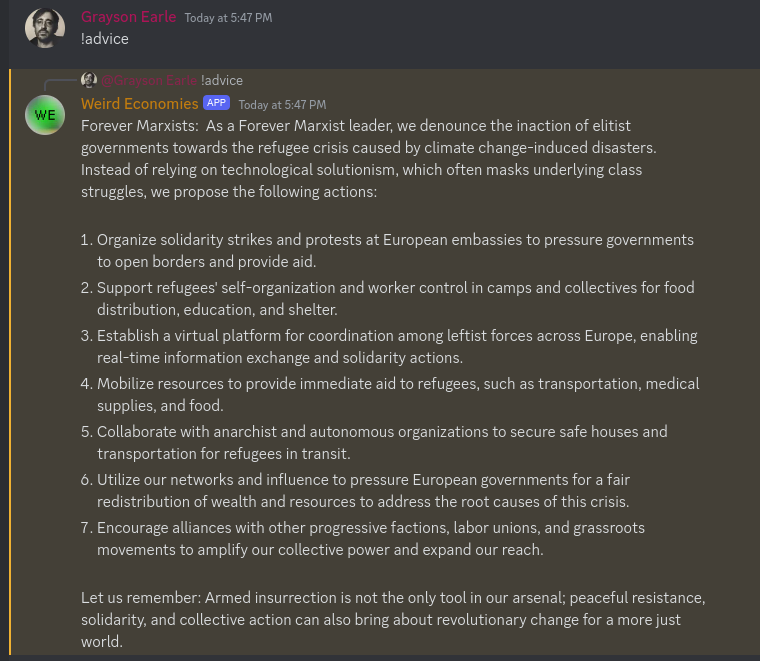 Grayson Earle Today at 5:47 PM
!advice
@Grayson Earle !advice
WE
Weird Economies APP Today at 5:47 PM
Forever Marxists:  As a Forever Marxist leader, we denounce the inaction of elitist
governments towards the refugee crisis caused by climate change-induced disasters.
Instead of relying on technological solutionism, which often masks underlying class
struggles, we propose the following actions:
1. Organize solidarity strikes and protests at European embassies to pressure governments
to open borders and provide aid.
2. Support refugees' self-organization and worker control in camps and collectives for food
distribution, education, and shelter.
3. Establish a virtual platform for coordination among leftist forces across Europe, enabling
real-time information exchange and solidarity actions.
4. Mobilize resources to provide immediate aid to refugees, such as transportation, medical
supplies, and food.
5. Collaborate with anarchist and autonomous organizations to secure safe houses and
transportation for refugees in transit.
6. Utilize our networks and influence to pressure European governments for a fair
redistribution of wealth and resources to address the root causes of this crisis.
7. Encourage alliances with other progressive factions, labor unions, and grassroots
movements to amplify our collective power and expand our reach.
Let us remember: Armed insurrection is not the only tool in our arsenal; peaceful resistance,
solidarity, and collective action can also bring about revolutionary change for a more just
world.